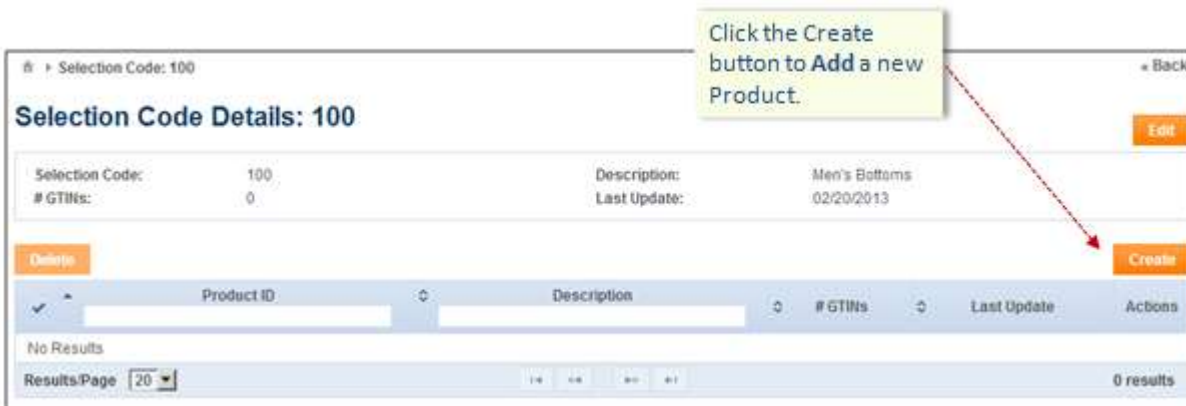 Click the Create
button to Add a new
Product.
Selection Code: 100
« Back
Selection Code Details: 100
Edit
Selection Code: 100 Description: Men's Bottoms
# GTINs: 0 Last Update: 02/20/2013
Delete
Create
Product ID Description # GTINs Last Update Actions
No Results
Results/Page 20 0 results